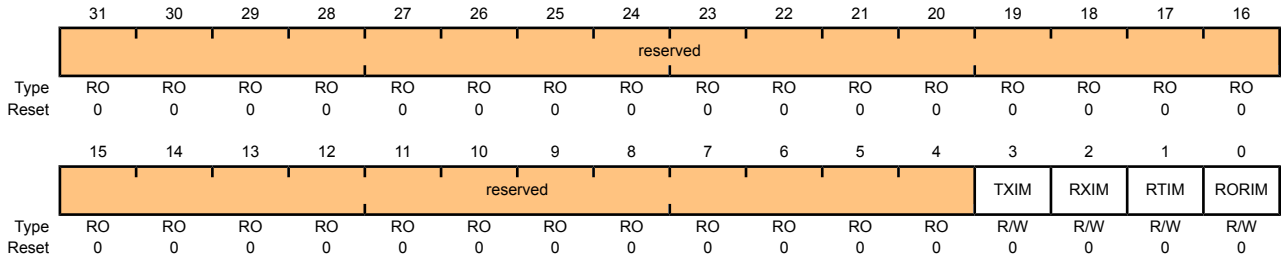 31 30 29 28 27 26 25 24 23 22 21 20 19 18 17 16
reserved
Type RO RO RO RO RO RO RO RO RO RO RO RO RO RO RO RO
Reset 0 0 0 0 0 0 0 0 0 0 0 0 0 0 0 0
15 14 13 12 11 10 9 8 7 6 5 4 3 2 1 0
reserved TXIM RXIM RTIM RORIM
Type RO RO RO RO RO RO RO RO RO RO RO RO R/W R/W R/W R/W
Reset 0 0 0 0 0 0 0 0 0 0 0 0 0 0 0 0